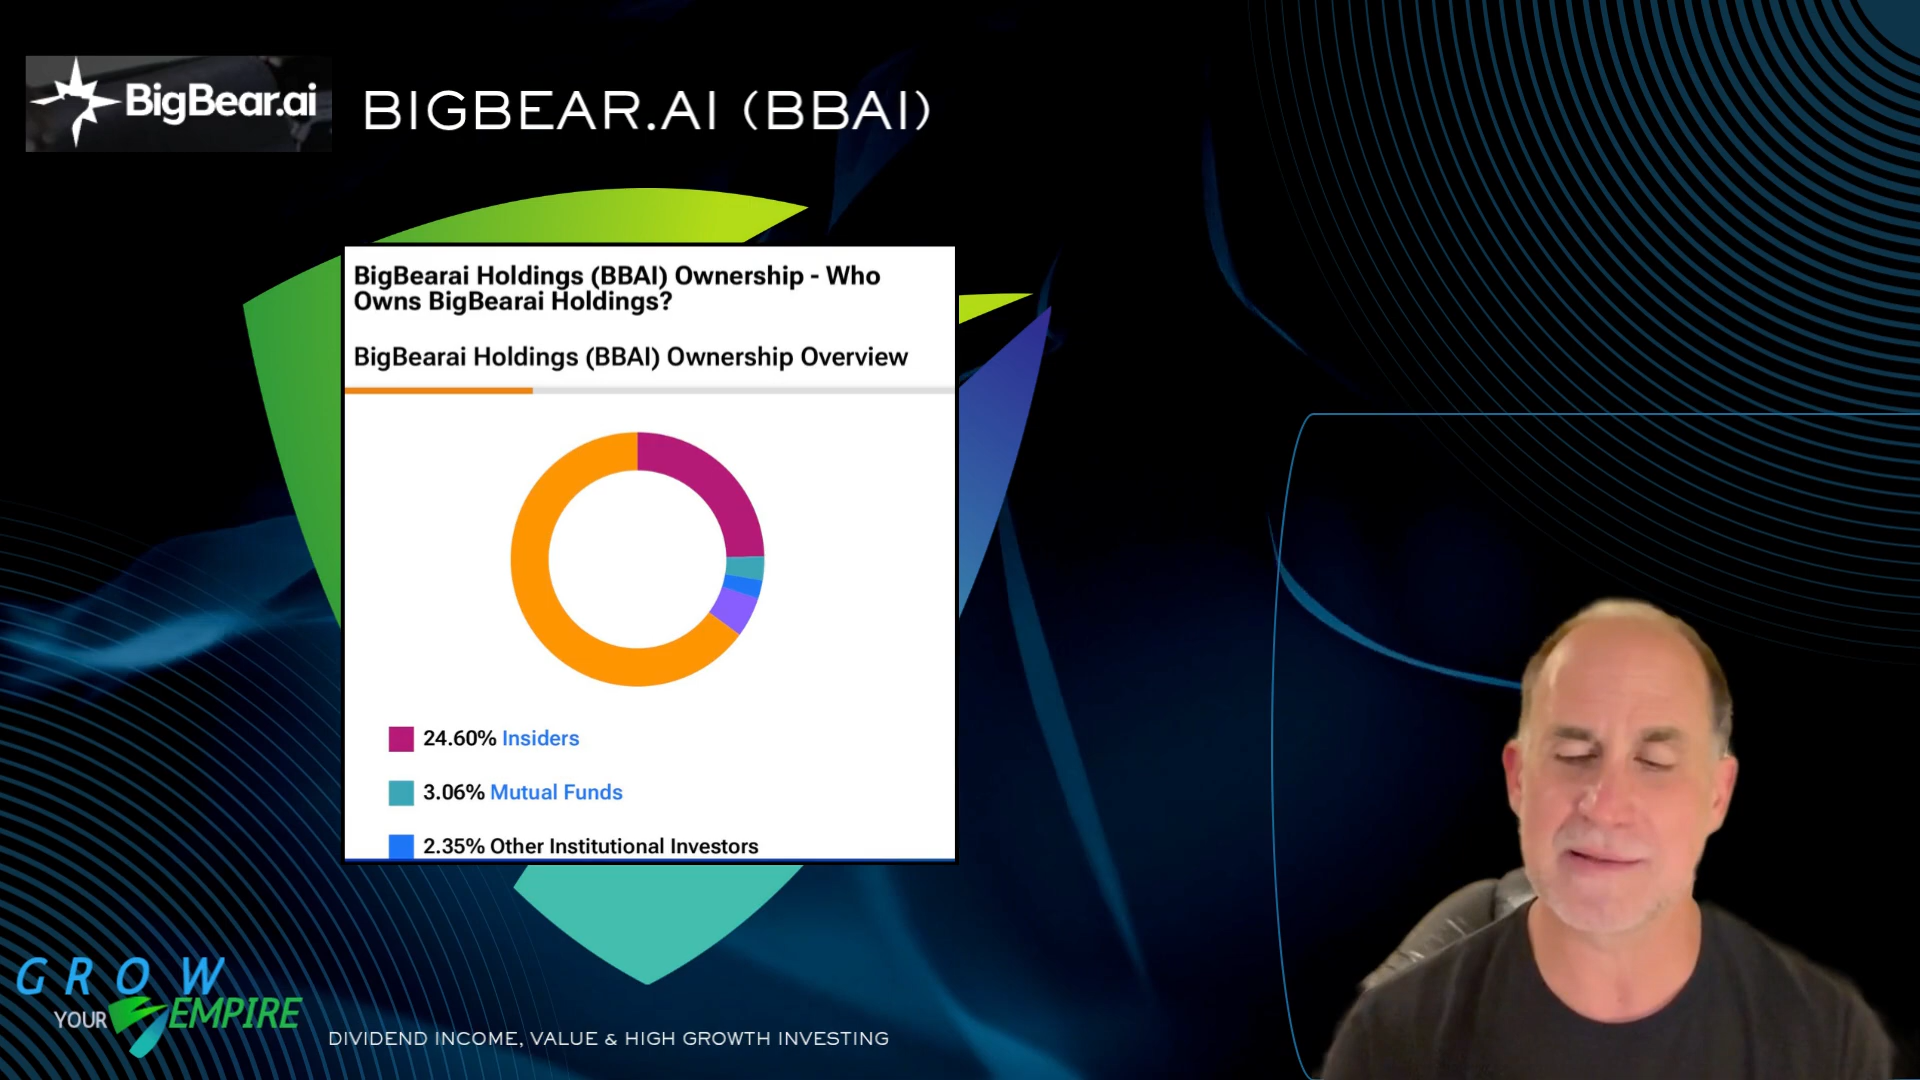 BigBear.ai
BIGBEAR.AI (BBAI)
BigBearai Holdings (BBAI) Ownership - Who
Owns BigBearai Holdings?
BigBearai Holdings (BBAI) Ownership Overview
24.60% Insiders
3.06% Mutual Funds
2.35% Other Institutional Investors
GROW
YOUR EMPIRE
DIVIDEND INCOME, VALUE & HIGH GROWTH INVESTING